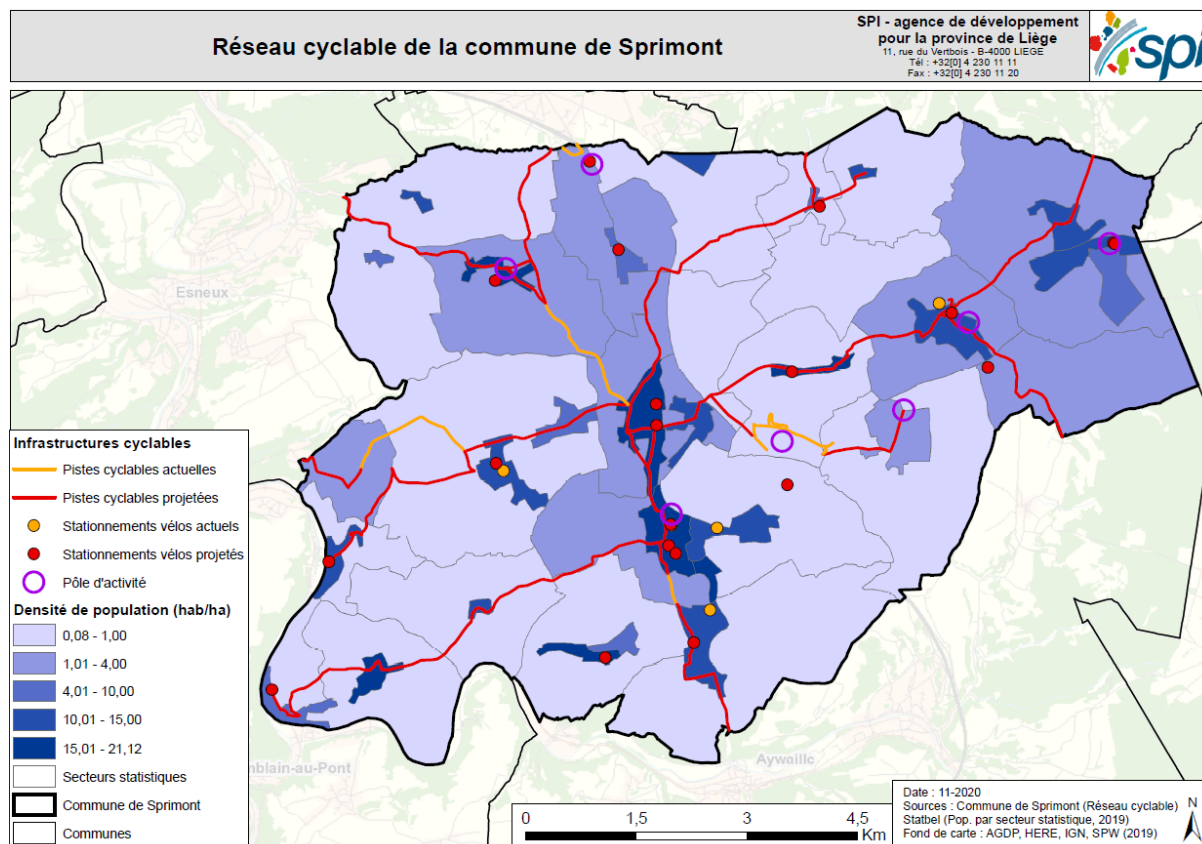 Réseau cyclable de la commune de Sprimont
SPI - agence de développement
pour la province de Liège
11, rue du Vertbois - B-4000 LIEGE
Tél : +32[0] 4 230 11 11
Fax : +32[0] 4 230 11 20
spi
Esneux
Infrastructures cyclables
Pistes cyclables actuelles
Pistes cyclables projetées
Stationnements vélos actuels
Stationnements vélos projetés
Pôle d'activité
Densité de population (hab/ha)
0,08 - 1,00
1,01 - 4,00
4,01 - 10,00
10,01 - 15,00
15,01 - 21,12
Secteurs statistiques
Commune de Sprimont
Communes
mblain-au-Pont
Aywaille
0 1,5 3 4,5
Km
Date : 11-2020
Sources : Commune de Sprimont (Réseau cyclable)
Statbel (Pop. par secteur statistique, 2019)
Fond de carte : AGDP, HERE, IGN, SPW (2019)
N